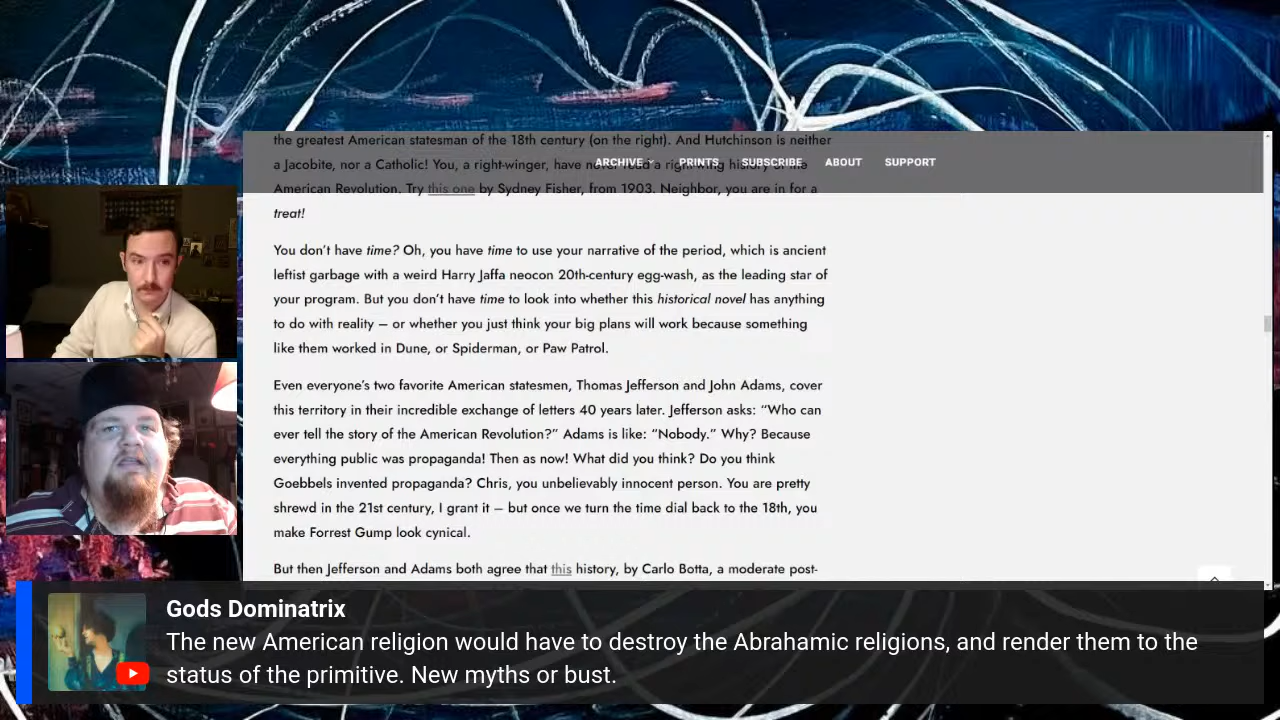 the greatest American statesman of the 18th century (on the right). And Hutchinson is neither
a Jacobite, nor a Catholic! You, a right-winger, have never read a right-wing history of the
ARCHIVE PRINTS SUBSCRIBE ABOUT SUPPORT
American Revolution. Try this one by Sydney Fisher, from 1903. Neighbor, you are in for a
treat!
You don’t have time? Oh, you have time to use your narrative of the period, which is ancient
leftist garbage with a weird Harry Jaffa neocon 20th-century egg-wash, as the leading star of
your program. But you don’t have time to look into whether this historical novel has anything
to do with reality – or whether you just think your big plans will work because something
like them worked in Dune, or Spiderman, or Paw Patrol.
Even everyone’s two favorite American statesmen, Thomas Jefferson and John Adams, cover
this territory in their incredible exchange of letters 40 years later. Jefferson asks: “Who can
ever tell the story of the American Revolution?” Adams is like: “Nobody.” Why? Because
everything public was propaganda! Then as now! What did you think? Do you think
Goebbels invented propaganda? Chris, you unbelievably innocent person. You are pretty
shrewd in the 21st century, I grant it – but once we turn the time dial back to the 18th, you
make Forrest Gump look cynical.
But then Jefferson and Adams both agree that this history, by Carlo Botta, a moderate post-
Gods Dominatrix
The new American religion would have to destroy the Abrahamic religions, and render them to the
status of the primitive. New myths or bust.